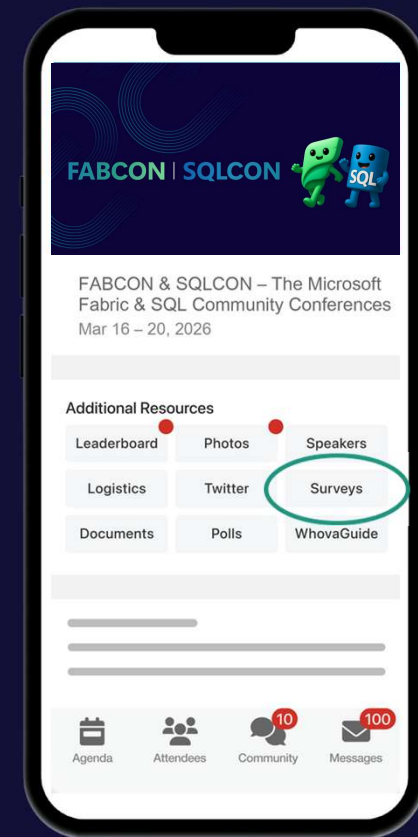 FABCON | SQLCON
SQL
FABCON & SQLCON – The Microsoft
Fabric & SQL Community Conferences
Mar 16 – 20, 2026
Additional Resources
Leaderboard Photos Speakers
Logistics Twitter Surveys
Documents Polls WhovaGuide
10 100
Agenda Attendees Community Messages